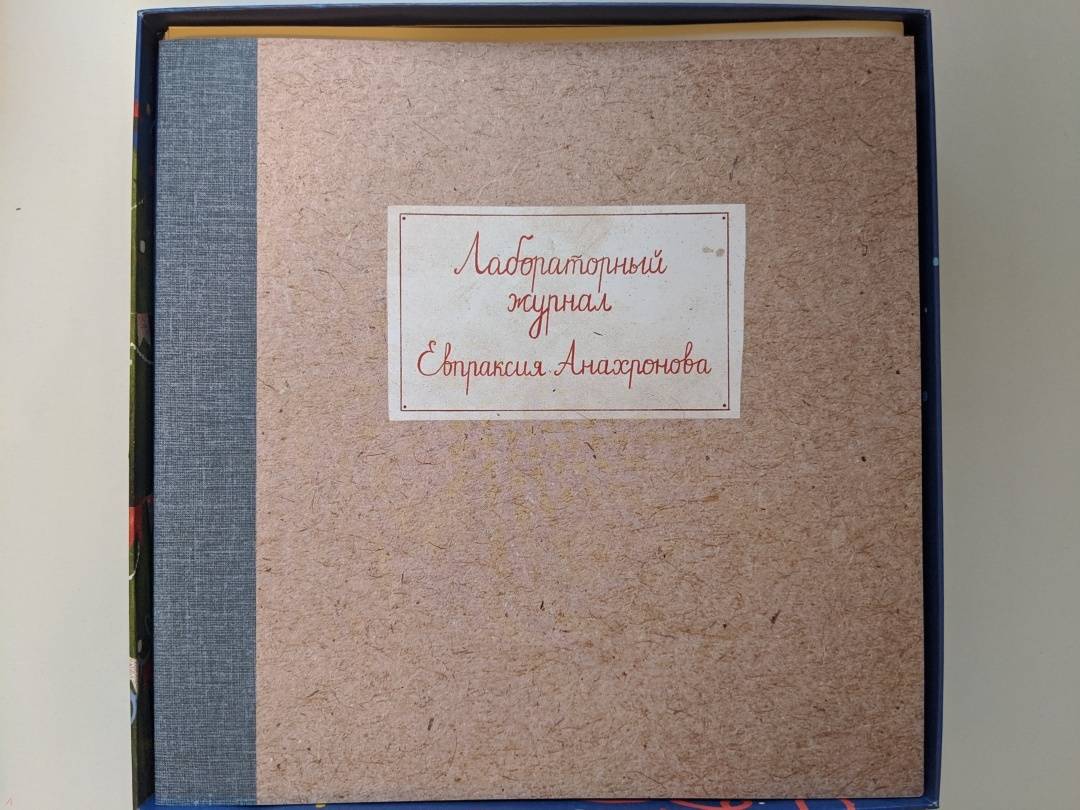 Лабораторный
журнал
Евпраксия Анахронова